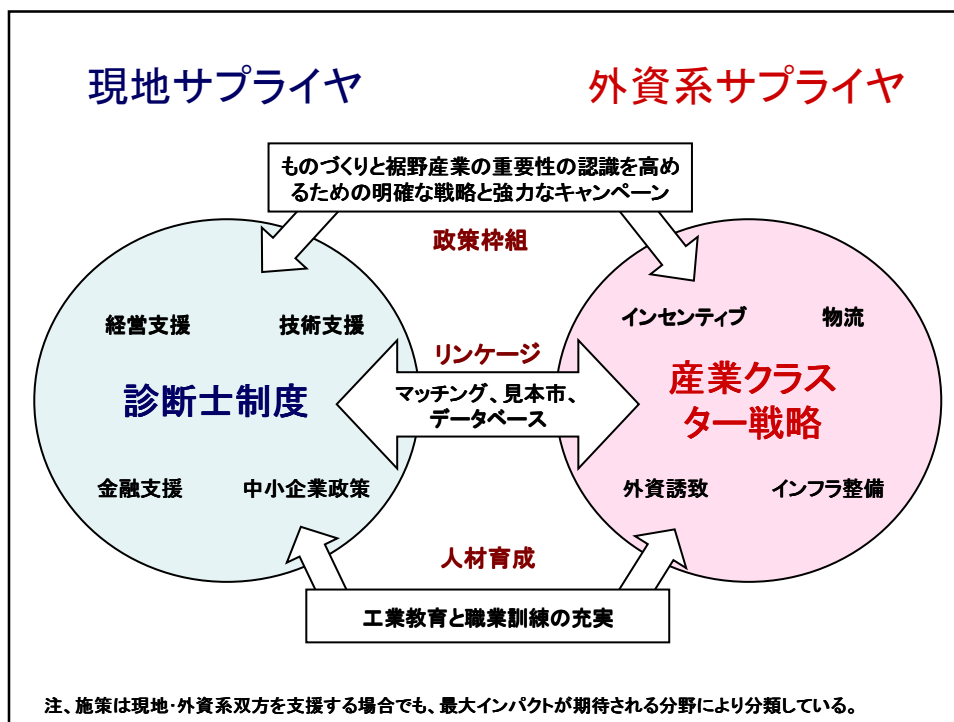 現地サプライヤ
外資系サプライヤ
ものづくりと裾野産業の重要性の認識を高め
るための明確な戦略と強力なキャンペーン
政策枠組
経営支援
技術支援
インセンティブ
物流
リンケージ
診断士制度
マッチング、見本市、
データベース
産業クラス
ター戦略
金融支援
中小企業政策
外資誘致
インフラ整備
人材育成
工業教育と職業訓練の充実
注、施策は現地・外資系双方を支援する場合でも、最大インパクトが期待される分野により分類している。